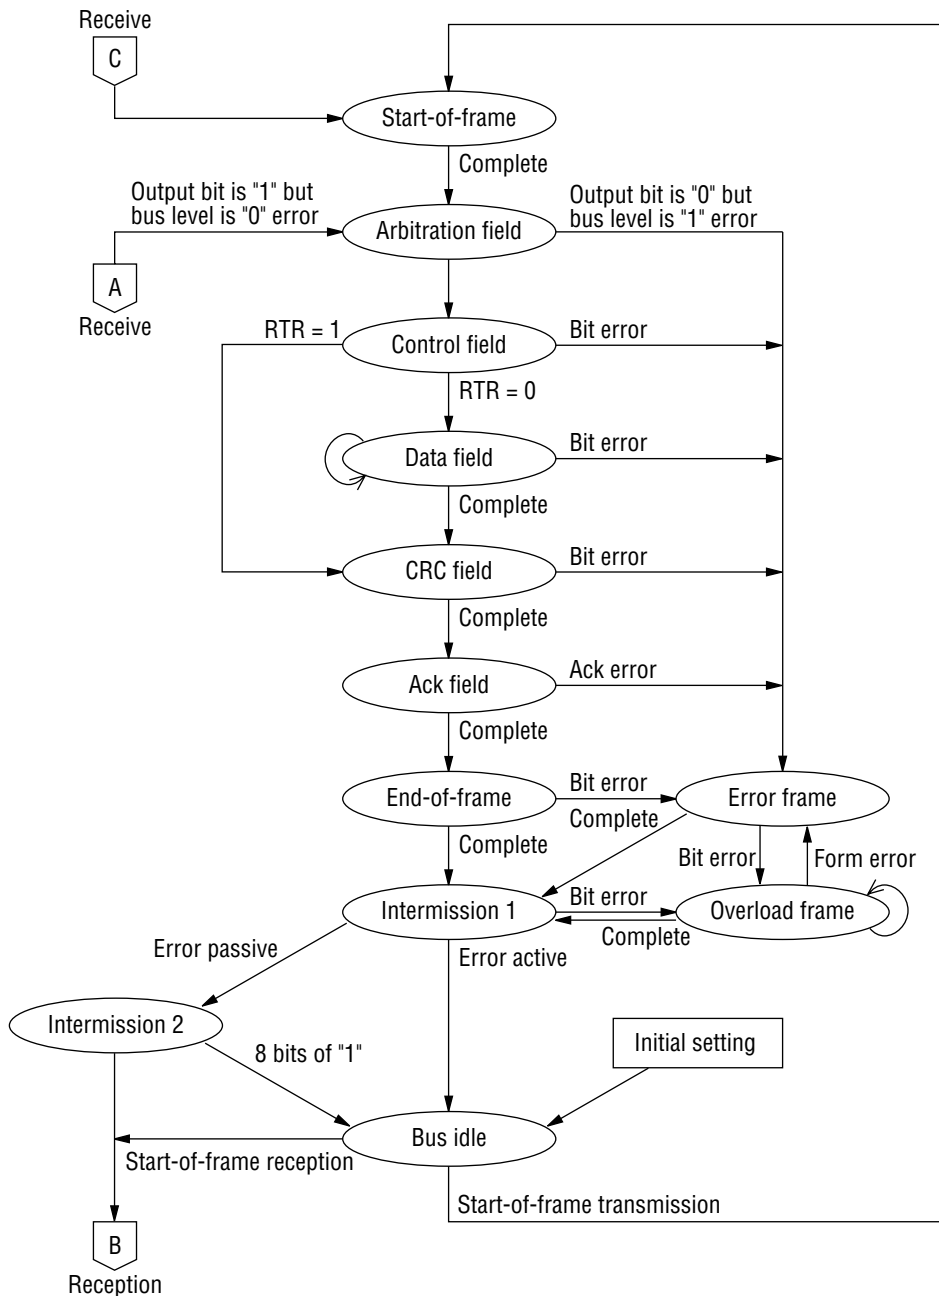 Receive
C
Start-of-frame
Complete
Output bit is "1" but
bus level is "0" error
Output bit is "0" but
bus level is "1" error
Arbitration field
A
Receive
RTR = 1
Control field
Bit error
RTR = 0
Data field
Bit error
Complete
CRC field
Bit error
Complete
Ack field
Ack error
Complete
End-of-frame
Bit error
Error frame
Complete
Complete
Bit error
Form error
Intermission 1
Bit error
Overload frame
Complete
Error passive
Error active
Intermission 2
8 bits of "1"
Initial setting
Bus idle
Start-of-frame reception
Start-of-frame transmission
B
Reception